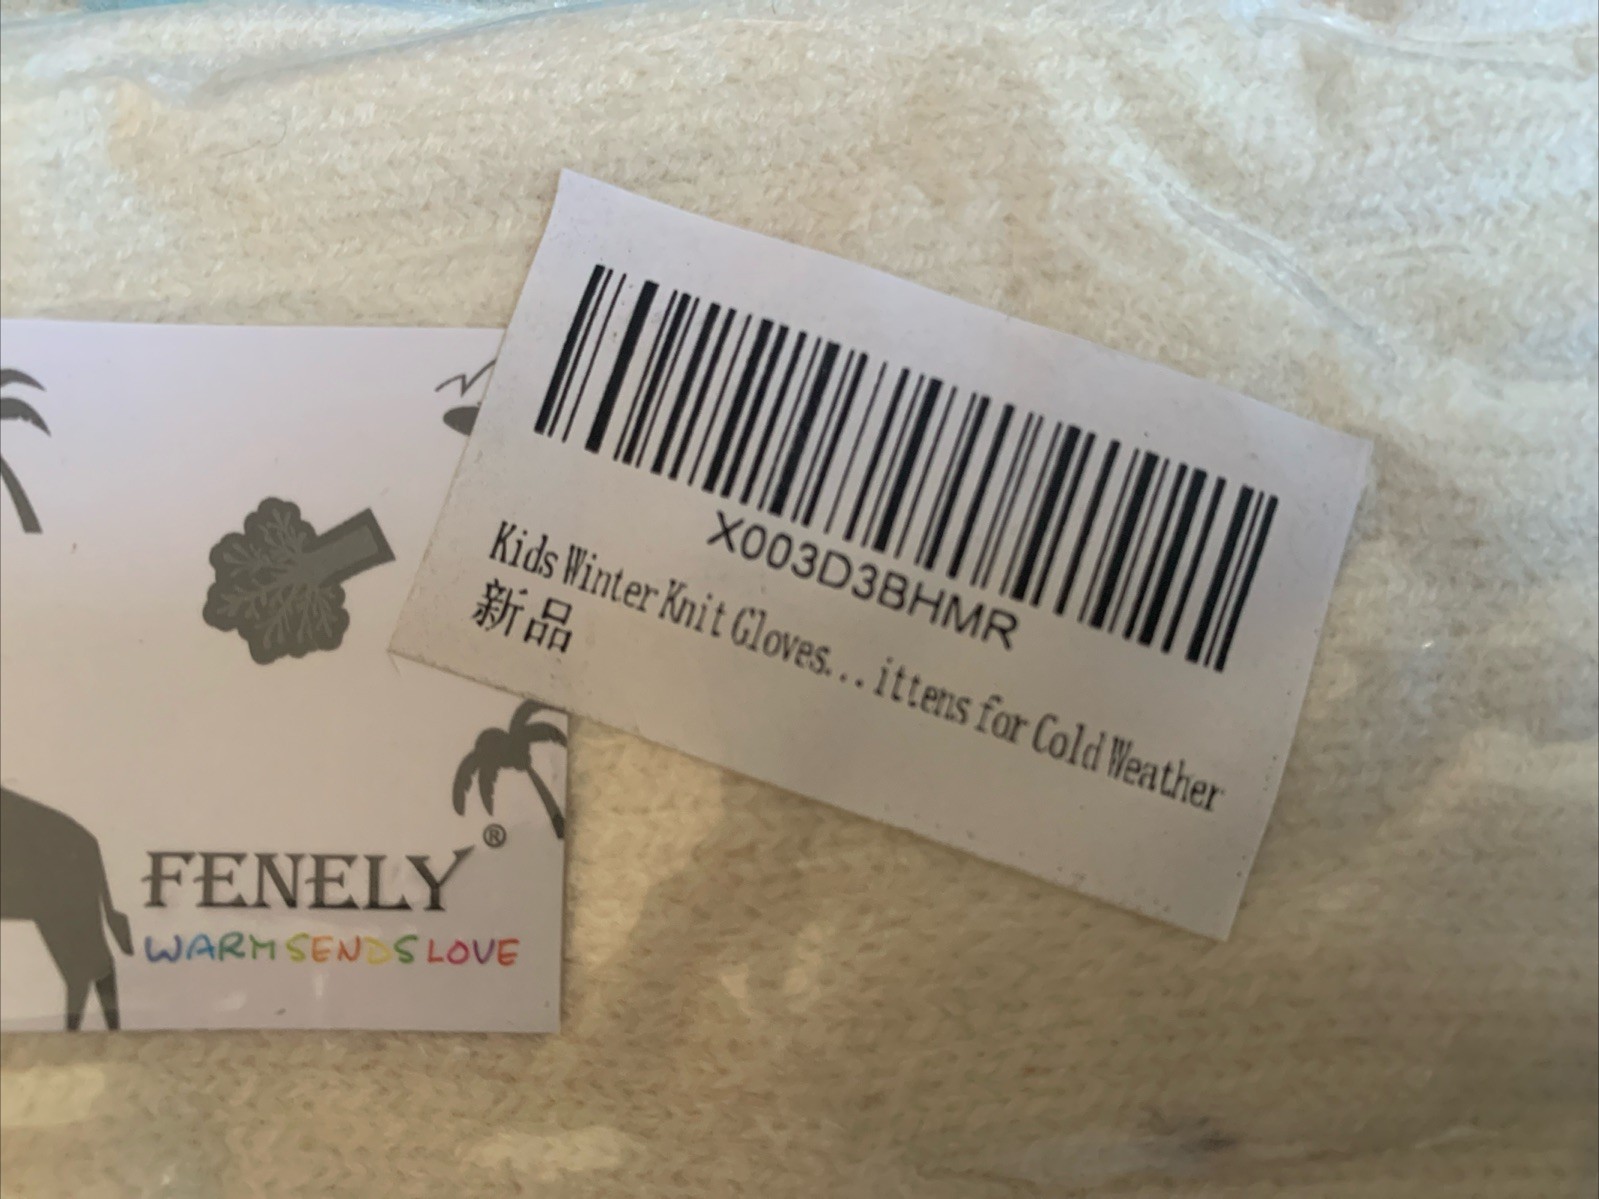 X003D3BHMR
Kids Winter Knit Gloves...ittens for Cold Weather
新品
FENELY®
WARM SENDS LOVE